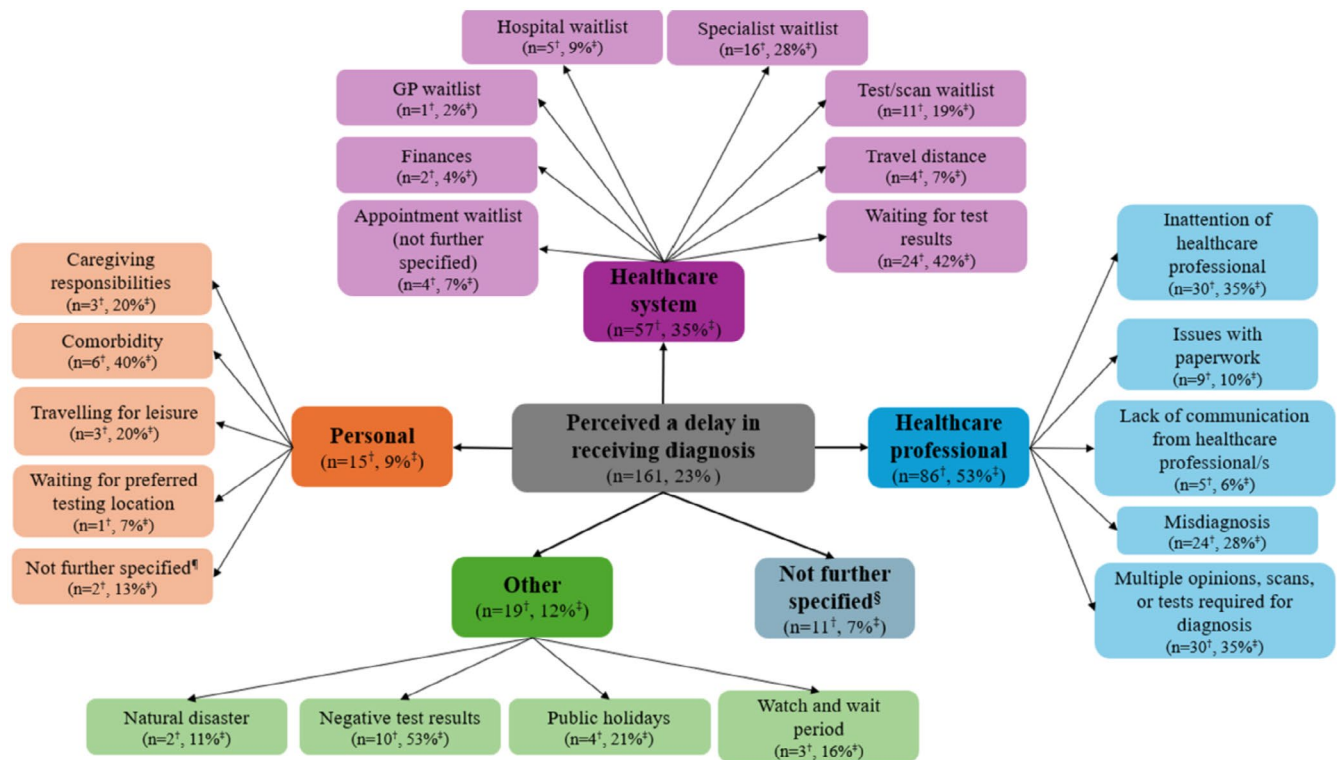 Hospital waitlist
(n=5†, 9%‡)
Specialist waitlist
(n=16†, 28%‡)
GP waitlist
(n=1†, 2%‡)
Test/scan waitlist
(n=11†, 19%‡)
Finances
(n=2†, 4%‡)
Travel distance
(n=4†, 7%‡)
Appointment waitlist
(not further
specified)
(n=4†, 7%‡)
Waiting for test
results
(n=24†, 42%‡)
Healthcare
system
(n=57†, 35%‡)
Caregiving
responsibilities
(n=3†, 20%‡)
Comorbidity
(n=6†, 40%‡)
Travelling for leisure
(n=3†, 20%‡)
Waiting for preferred
testing location
(n=1†, 7%‡)
Not further specified¶
(n=2†, 13%‡)
Personal
(n=15†, 9%‡)
Perceived a delay in
receiving diagnosis
(n=161, 23%)
Healthcare
professional
(n=86†, 53%‡)
Inattention of
healthcare
professional
(n=30†, 35%‡)
Issues with
paperwork
(n=9†, 10%‡)
Lack of communication
from healthcare
professional/s
(n=5†, 6%‡)
Misdiagnosis
(n=24†, 28%‡)
Multiple opinions, scans,
or tests required for
diagnosis
(n=30†, 35%‡)
Other
(n=19†, 12%‡)
Not further
specified§
(n=11†, 7%‡)
Natural disaster
(n=2†, 11%‡)
Negative test results
(n=10†, 53%‡)
Public holidays
(n=4†, 21%‡)
Watch and wait
period
(n=3†, 16%‡)